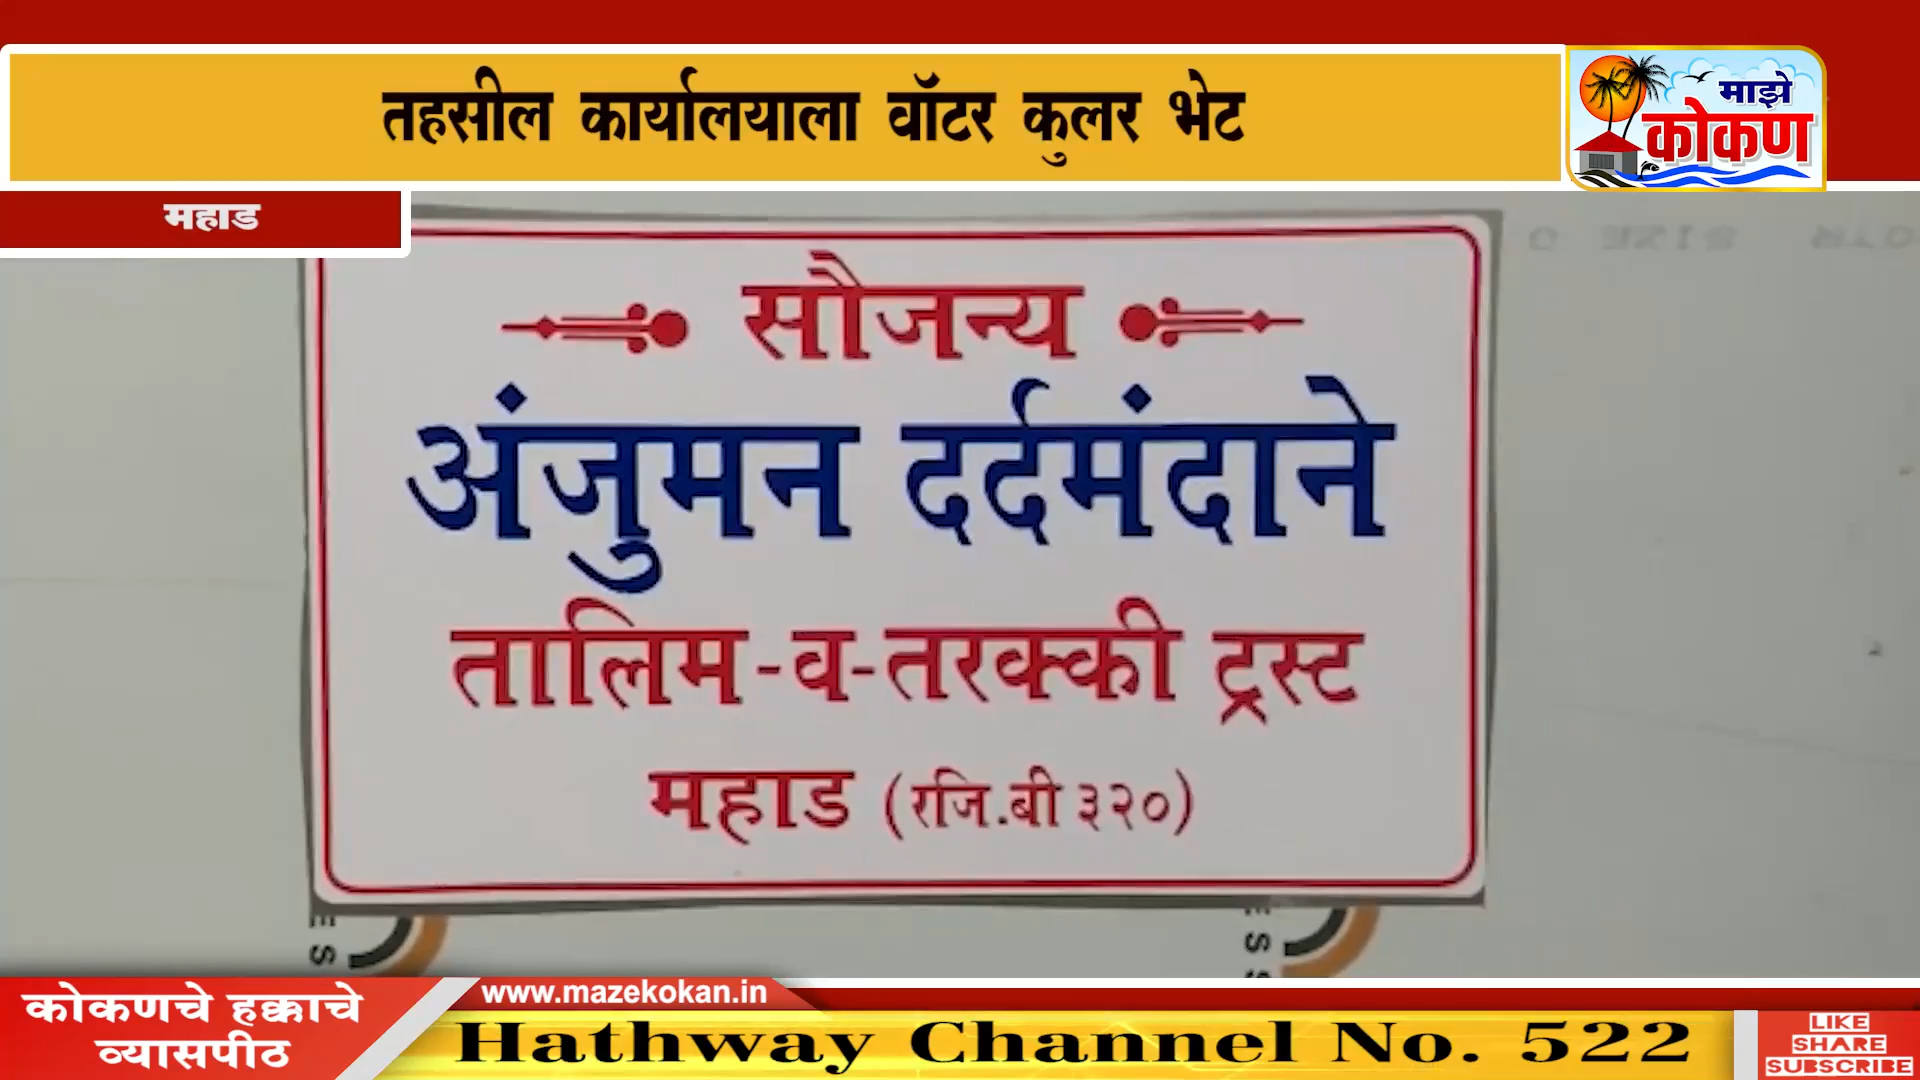 तहसील कार्यालयाला वॉटर कुलर भेट
माझे
कोकण
महाड
सौजन्य
अंजुमन दर्दमंदाने
तालिम-व-तरक्की ट्रस्ट
महाड (रजि.बी ३२०)
कोकणचे हक्काचे
व्यासपीठ
www.mazekokan.in
Hathway Channel No. 522
LIKE
SHARE
SUBSCRIBE